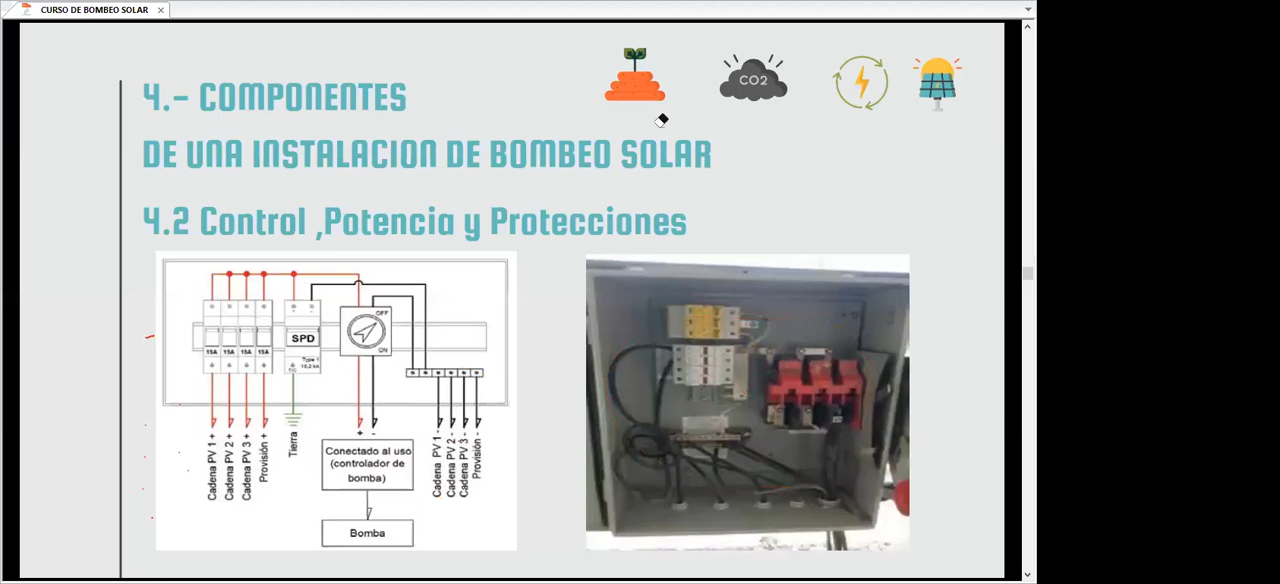 CURSO DE BOMBEO SOLAR
4.- COMPONENTES
CO2
DE UNA INSTALACION DE BOMBEO SOLAR
4.2 Control ,Potencia y Protecciones
OFF
SPD
15A 15A 15A 15A
ON
Type 1
Cadena PV 1 +
Cadena PV 2 +
Cadena PV 3 +
Provisión +
Tierra
+ -
Conectado al uso
(controlador de
bomba)
Cadena PV 1 -
Cadena PV 2 -
Cadena PV 3 -
Provisión -
Bomba